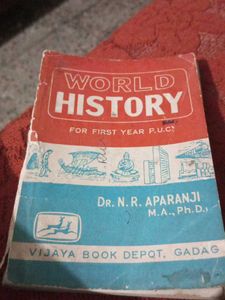 WORLD
HISTORY
FOR FIRST YEAR P.U.C.
DR. N. R. APARANJI
M.A., Ph.D.,
VIJAYA BOOK DEPOT, GADAG